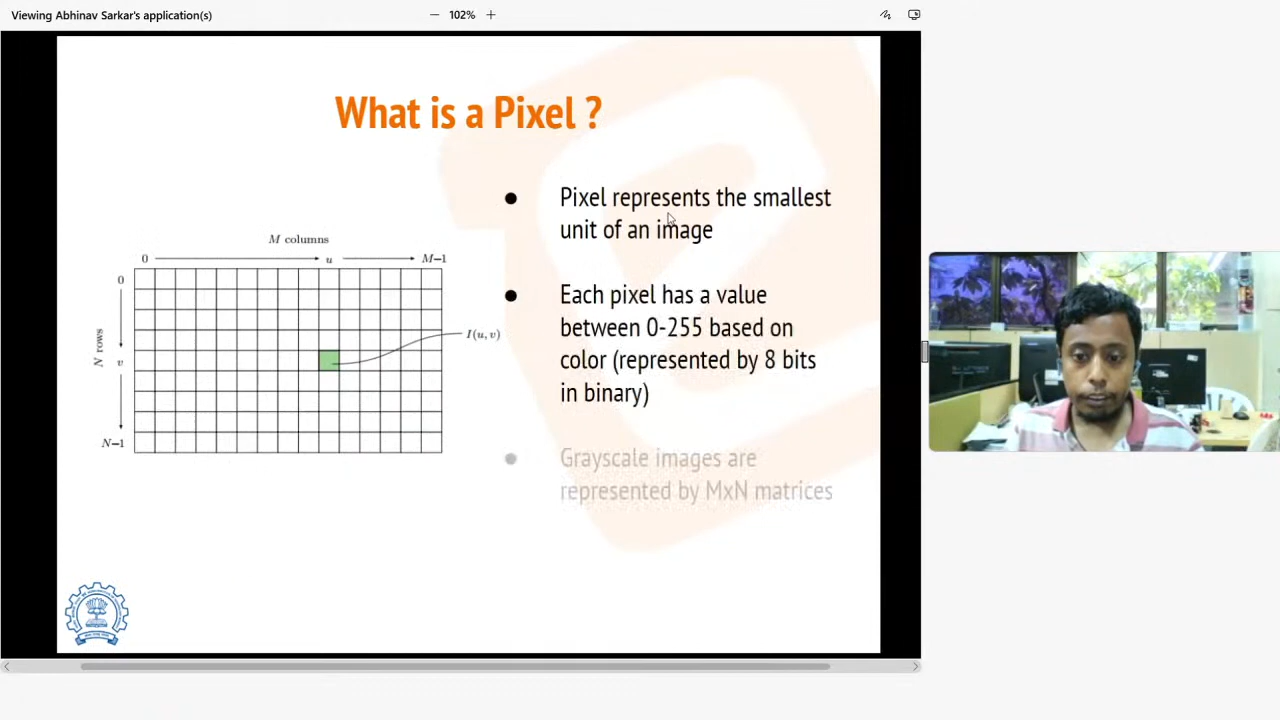 Viewing Abhinav Sarkar's application(s)
102%
What is a Pixel ?
Pixel represents the smallest
unit of an image
Each pixel has a value
between 0-255 based on
color (represented by 8 bits
in binary)
Grayscale images are
represented by MxN matrices
M columns
0 u M−1
0
N rows
v
N−1
I(u, v)